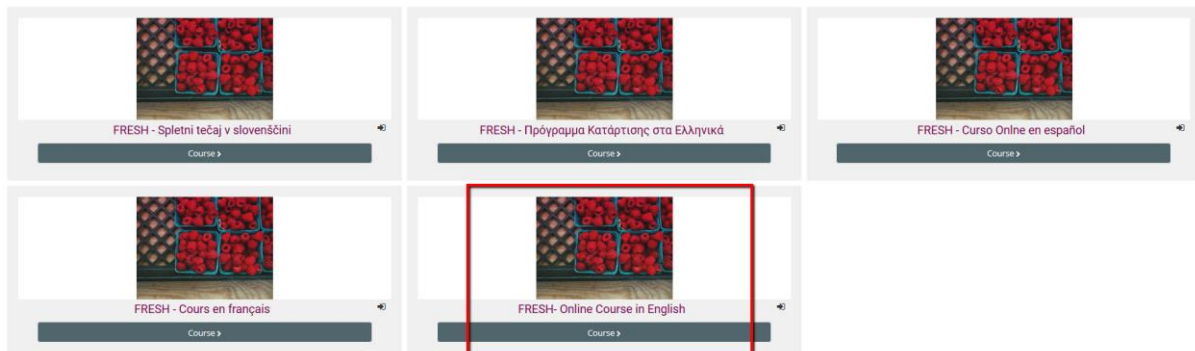 FRESH - Spletni tečaj v slovenščini
Course >
FRESH - Πρόγραμμα Κατάρτισης στα Ελληνικά
Course >
FRESH - Curso Onlne en español
Course >
FRESH - Cours en français
Course >
FRESH- Online Course in English
Course >